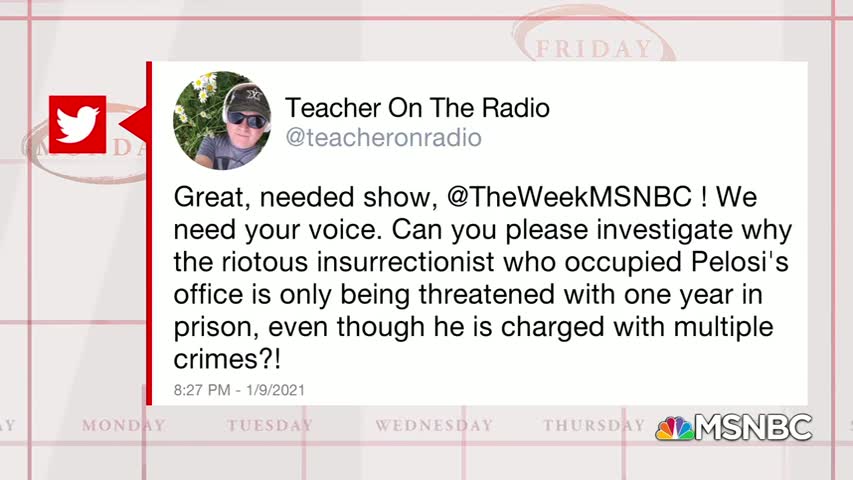 FRIDAY
MONDAY
Teacher On The Radio
@teacheronradio
Great, needed show, @TheWeekMSNBC ! We
need your voice. Can you please investigate why
the riotous insurrectionist who occupied Pelosi's
office is only being threatened with one year in
prison, even though he is charged with multiple
crimes?!
8:27 PM - 1/9/2021
AY MONDAY TUESDAY WEDNESDAY THURSDAY S
MSNBC